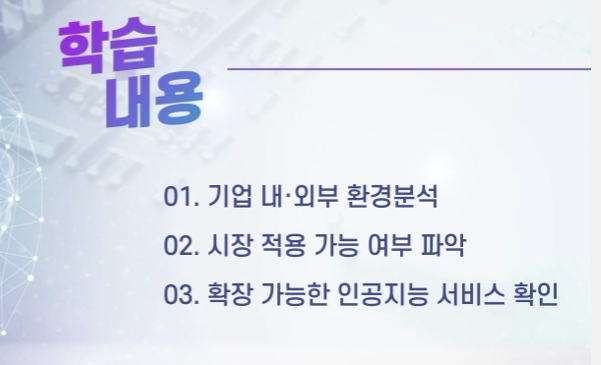 학습
내용
01. 기업 내·외부 환경분석
02. 시장 적용 가능 여부 파악
03. 확장 가능한 인공지능 서비스 확인